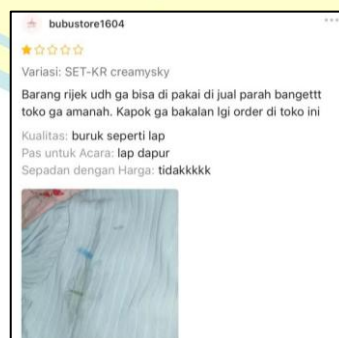 bubustore1604
Variasi: SET-KR creamysky
Barang rijek udh ga bisa di pakai di jual parah bangettt
toko ga amanah. Kapok ga bakalan lgi order di toko ini
Kualitas: buruk seperti lap
Pas untuk Acara: lap dapur
Sepadan dengan Harga: tidakkkkk